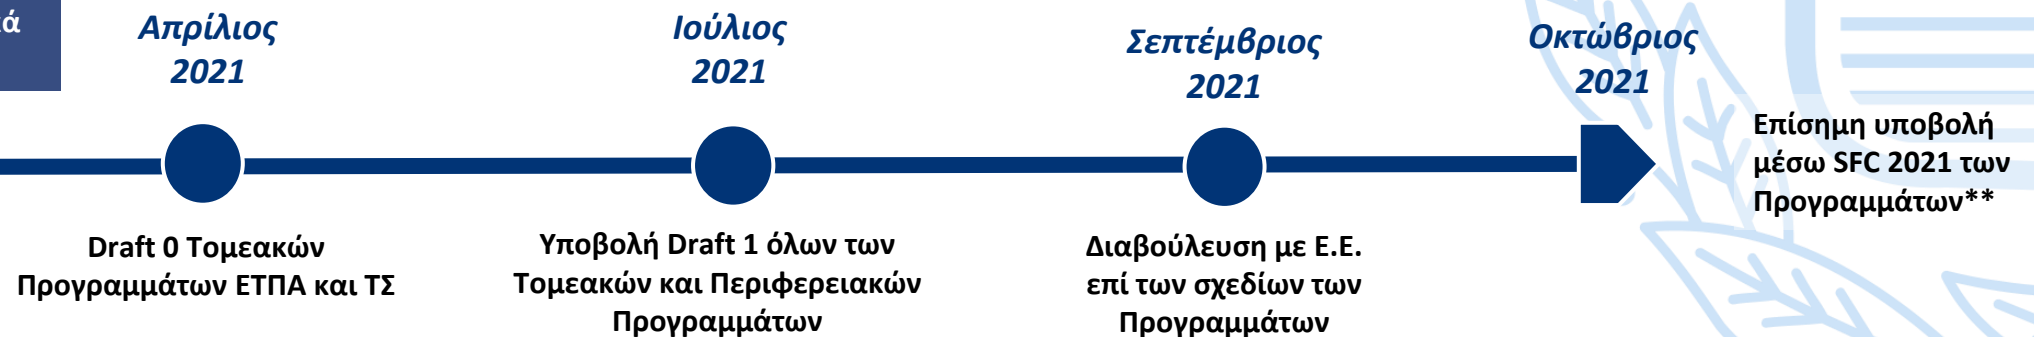 Απρίλιος
2021
Ιούλιος
2021
Σεπτέμβριος
2021
Οκτώβριος
2021
Draft 0 Τομεακών
Προγραμμάτων ΕΤΠΑ και ΤΣ
Υποβολή Draft 1 όλων των
Τομεακών και Περιφερειακών
Προγραμμάτων
Διαβούλευση με Ε.Ε.
επί των σχεδίων των
Προγραμμάτων
Επίσημη υποβολή
μέσω SFC 2021 των
Προγραμμάτων**